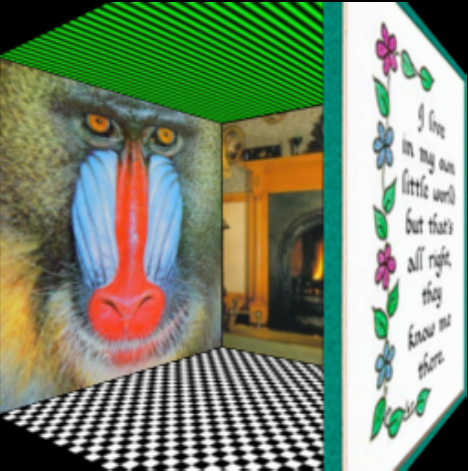 I live
in my own
little world
but that's
all right,
they
know me
there.